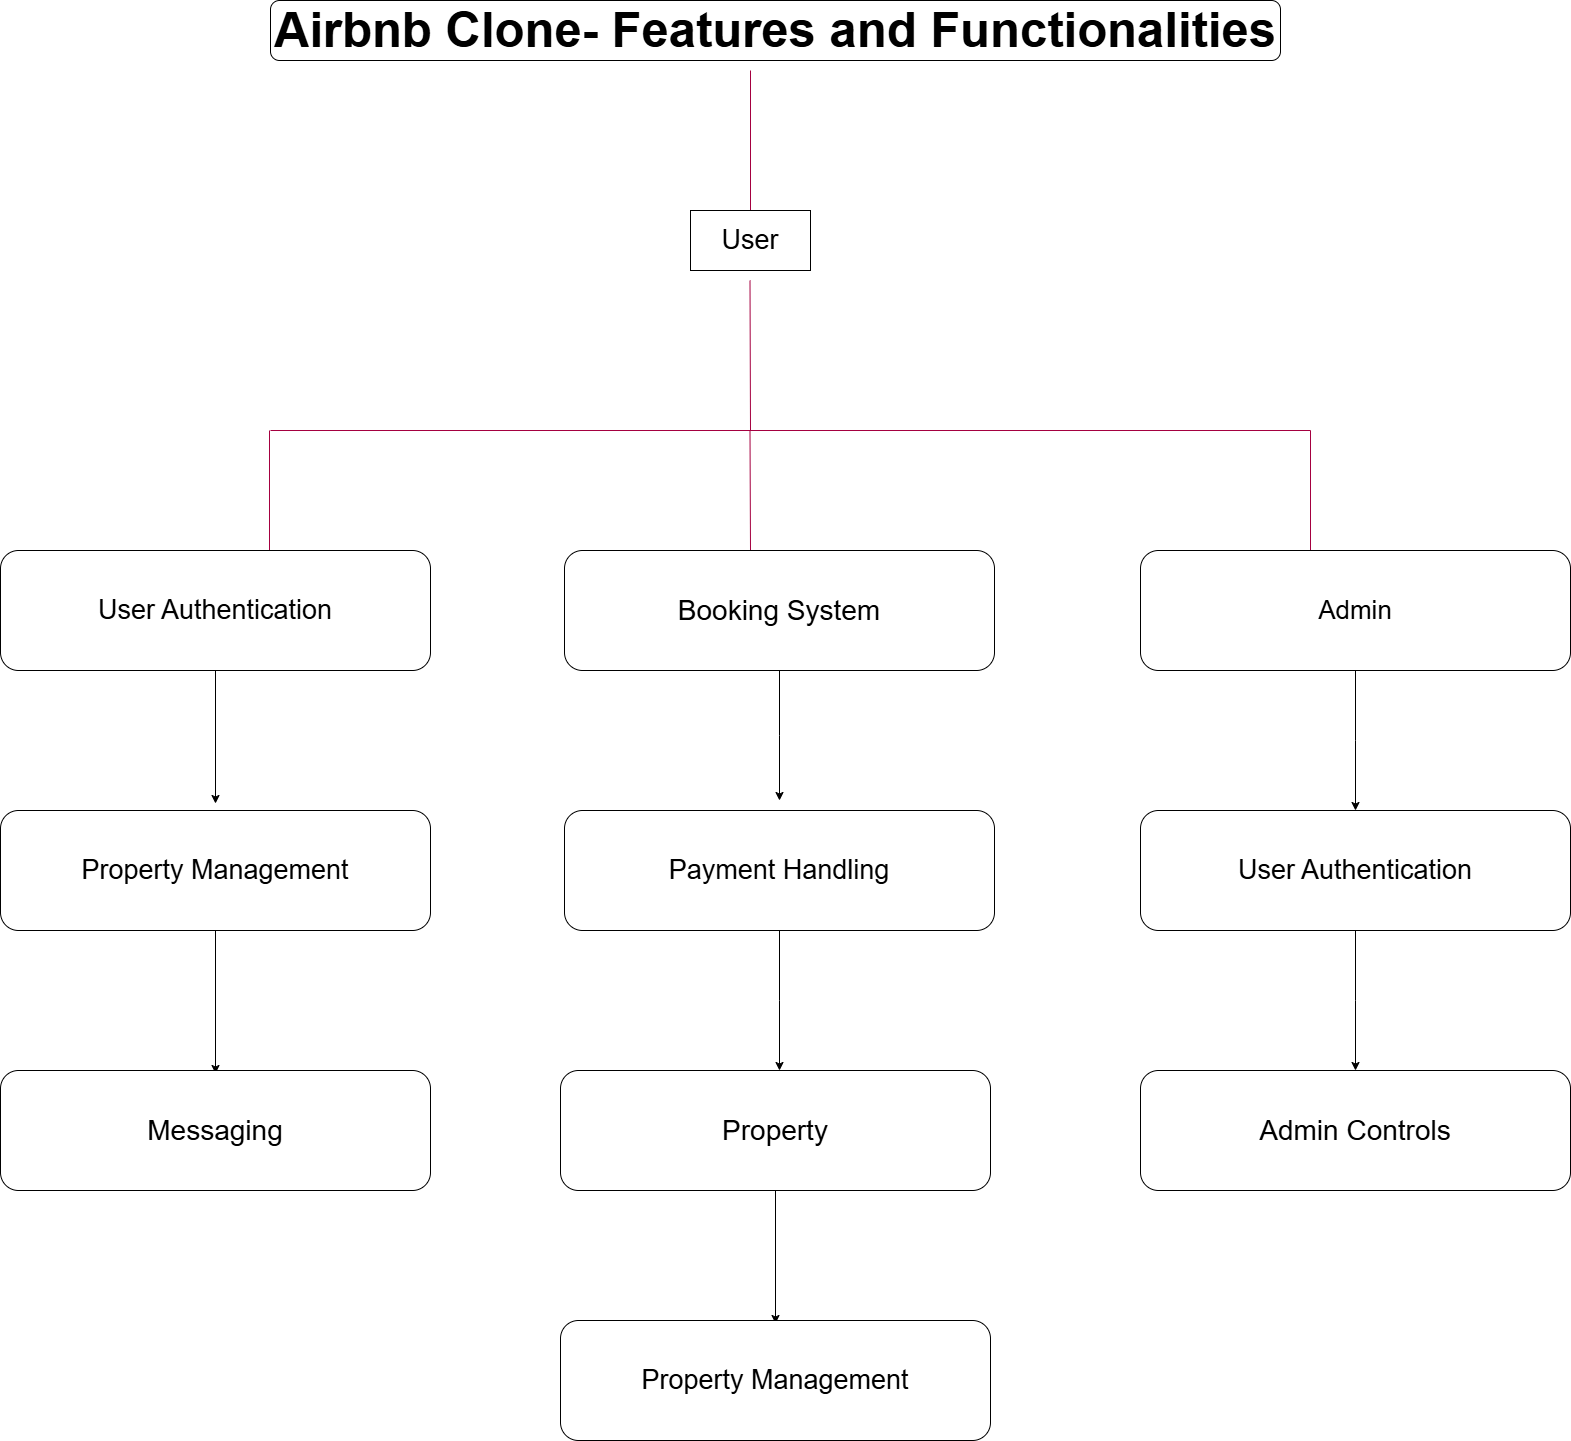 Airbnb Clone- Features and Functionalities
User
User Authentication
Booking System
Admin
Property Management
Payment Handling
User Authentication
Messaging
Property
Admin Controls
Property Management